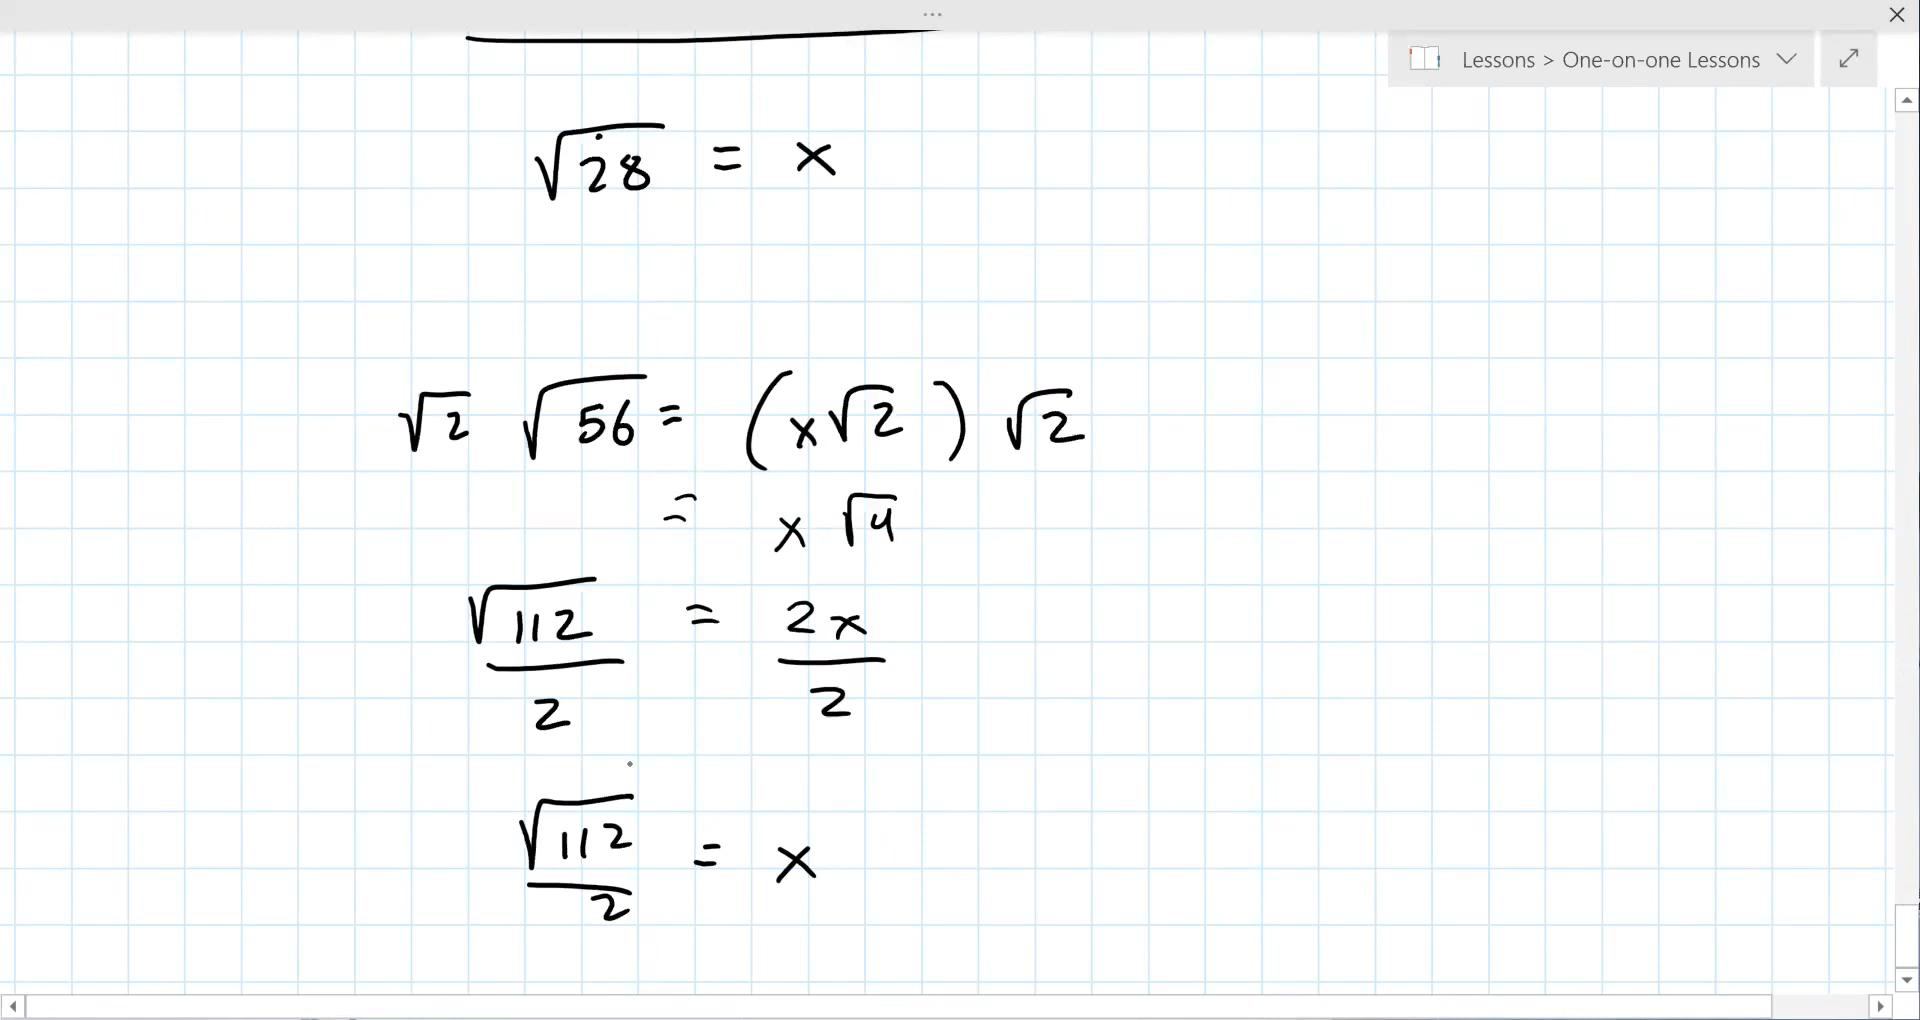 ...
Lessons > One-on-one Lessons
√28 = x
√2 √56 = (x√2) √2
= x √4
√112 = 2x
2 2
√112 = x
2